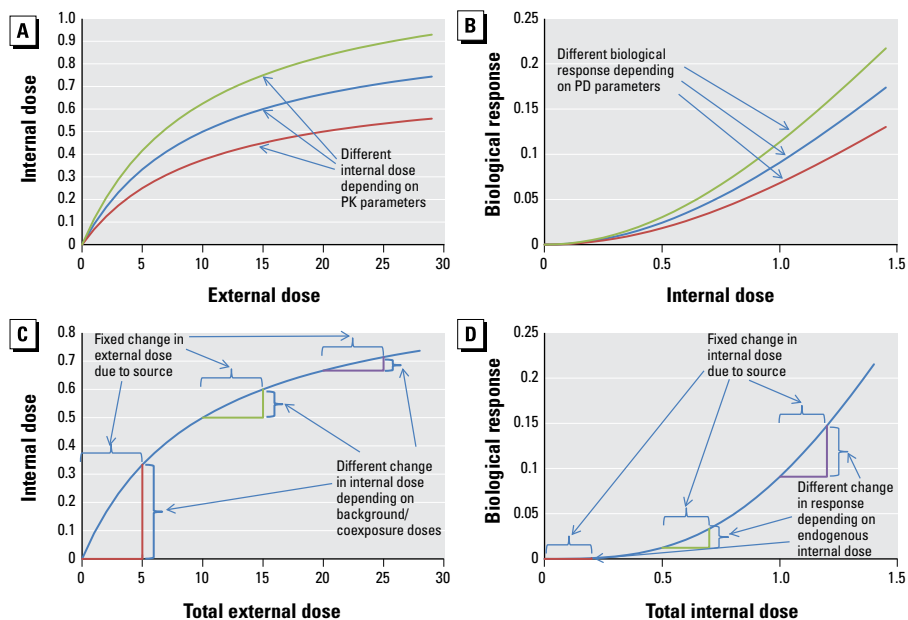 A
Internal dose
1.0
0.9
0.8
0.7
0.6
0.5
0.4
0.3
0.2
0.1
0
0 5 10 15 20 25 30
External dose
Different
internal dose
depending on
PK parameters
B
Biological response
0.25
0.20
0.15
0.10
0.05
0
0 0.5 1.0 1.5
Internal dose
Different biological
response depending
on PD parameters
C
Internal dose
0.8
0.7
0.6
0.5
0.4
0.3
0.2
0.1
0
0 5 10 15 20 25 30
Total external dose
Fixed change in
external dose
due to source
Different change
in internal dose
depending on
background/
coexposure doses
D
Biological response
0.25
0.20
0.15
0.10
0.05
0
0 0.5 1.0 1.5
Total internal dose
Fixed change in
internal dose
due to source
Different change
in response
depending on
endogenous
internal dose